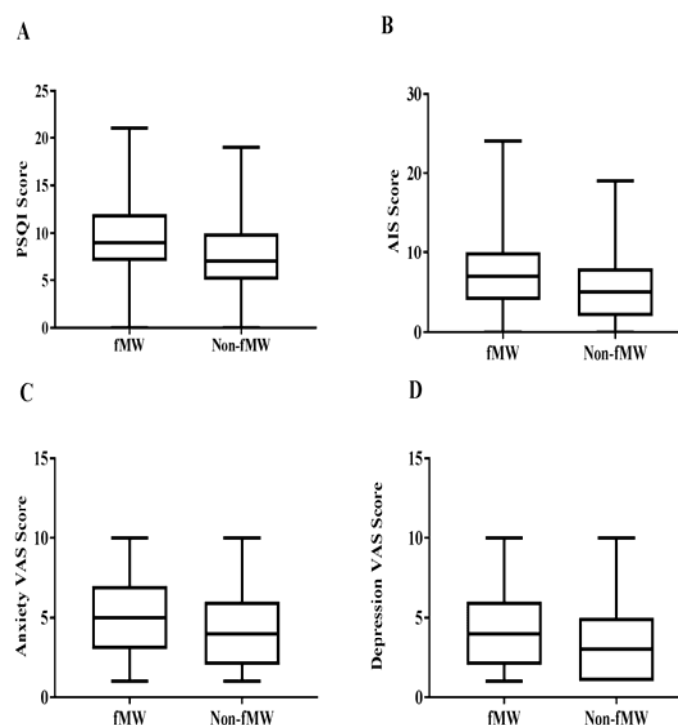 A
PSQI Score
25
20
15
10
5
0
fMW Non-fMW
B
AIS Score
30
20
10
0
fMW Non-fMW
C
Anxiety VAS Score
15
10
5
0
fMW Non-fMW
D
Depression VAS Score
15
10
5
0
fMW Non-fMW